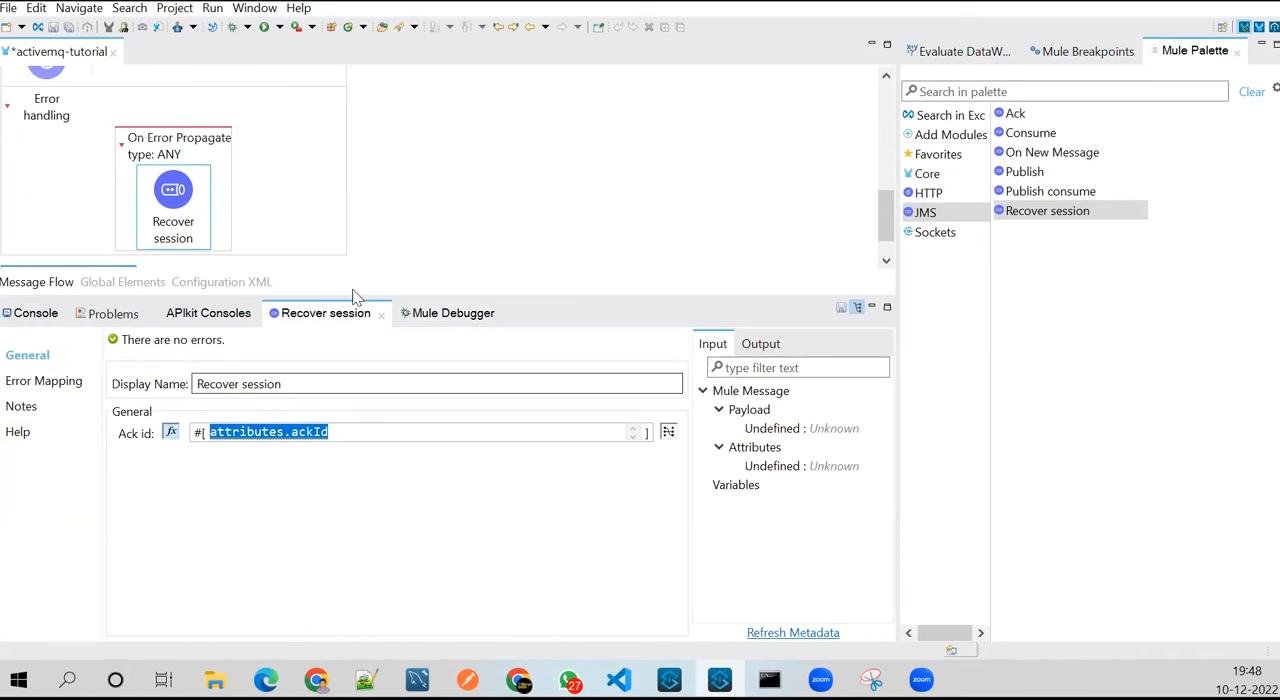 File Edit Navigate Search Project Run Window Help
*activemq-tutorial
Evaluate DataW...
Mule Breakpoints
Mule Palette
Search in palette
Clear
Error
handling
On Error Propagate
type: ANY
Recover
session
Search in Exc
Add Modules
Favorites
Core
HTTP
JMS
Sockets
Ack
Consume
On New Message
Publish
Publish consume
Recover session
Message Flow Global Elements Configuration XML
Console Problems APIkit Consoles Recover session Mule Debugger
There are no errors.
General
Error Mapping
Notes
Help
Display Name: Recover session
General
Ack id: fx #[ attributes.ackId ]
Input Output
type filter text
Mule Message
Payload
Undefined : Unknown
Attributes
Undefined : Unknown
Variables
Refresh Metadata
27
zoom
zoom
19:48
10-12-2022